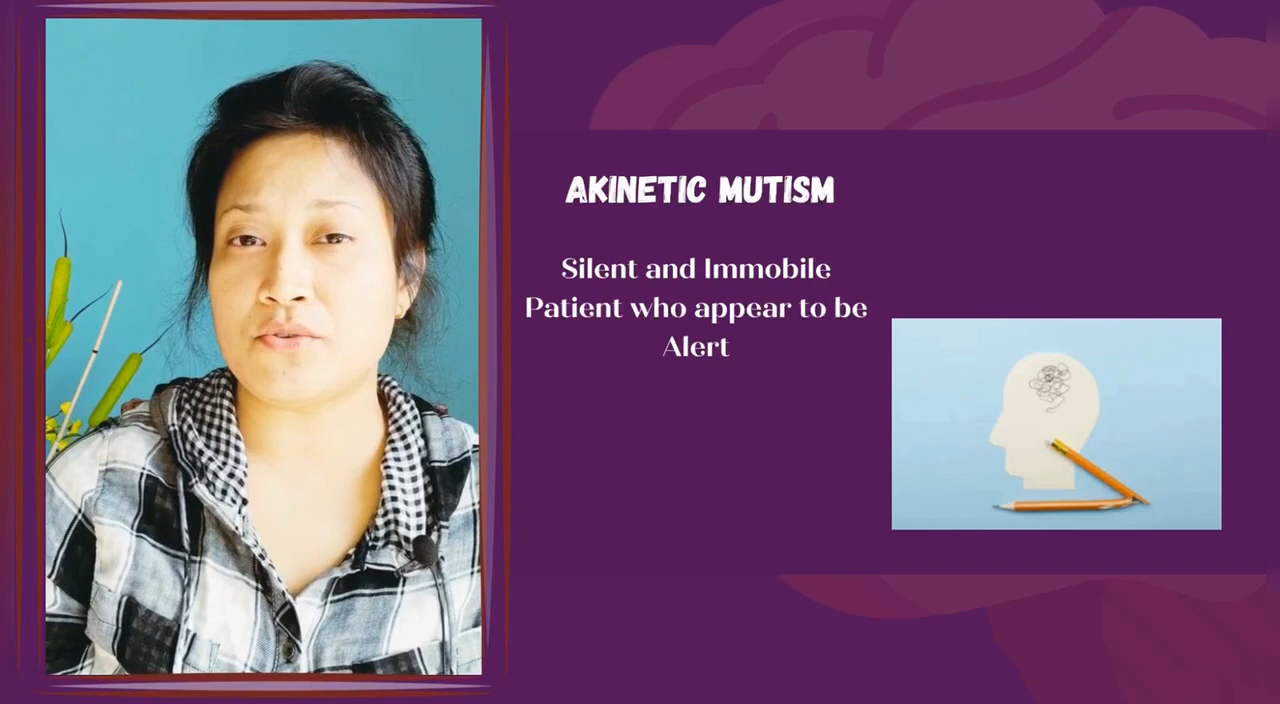 AKINETIC MUTISM
Silent and Immobile
Patient who appear to be
Alert